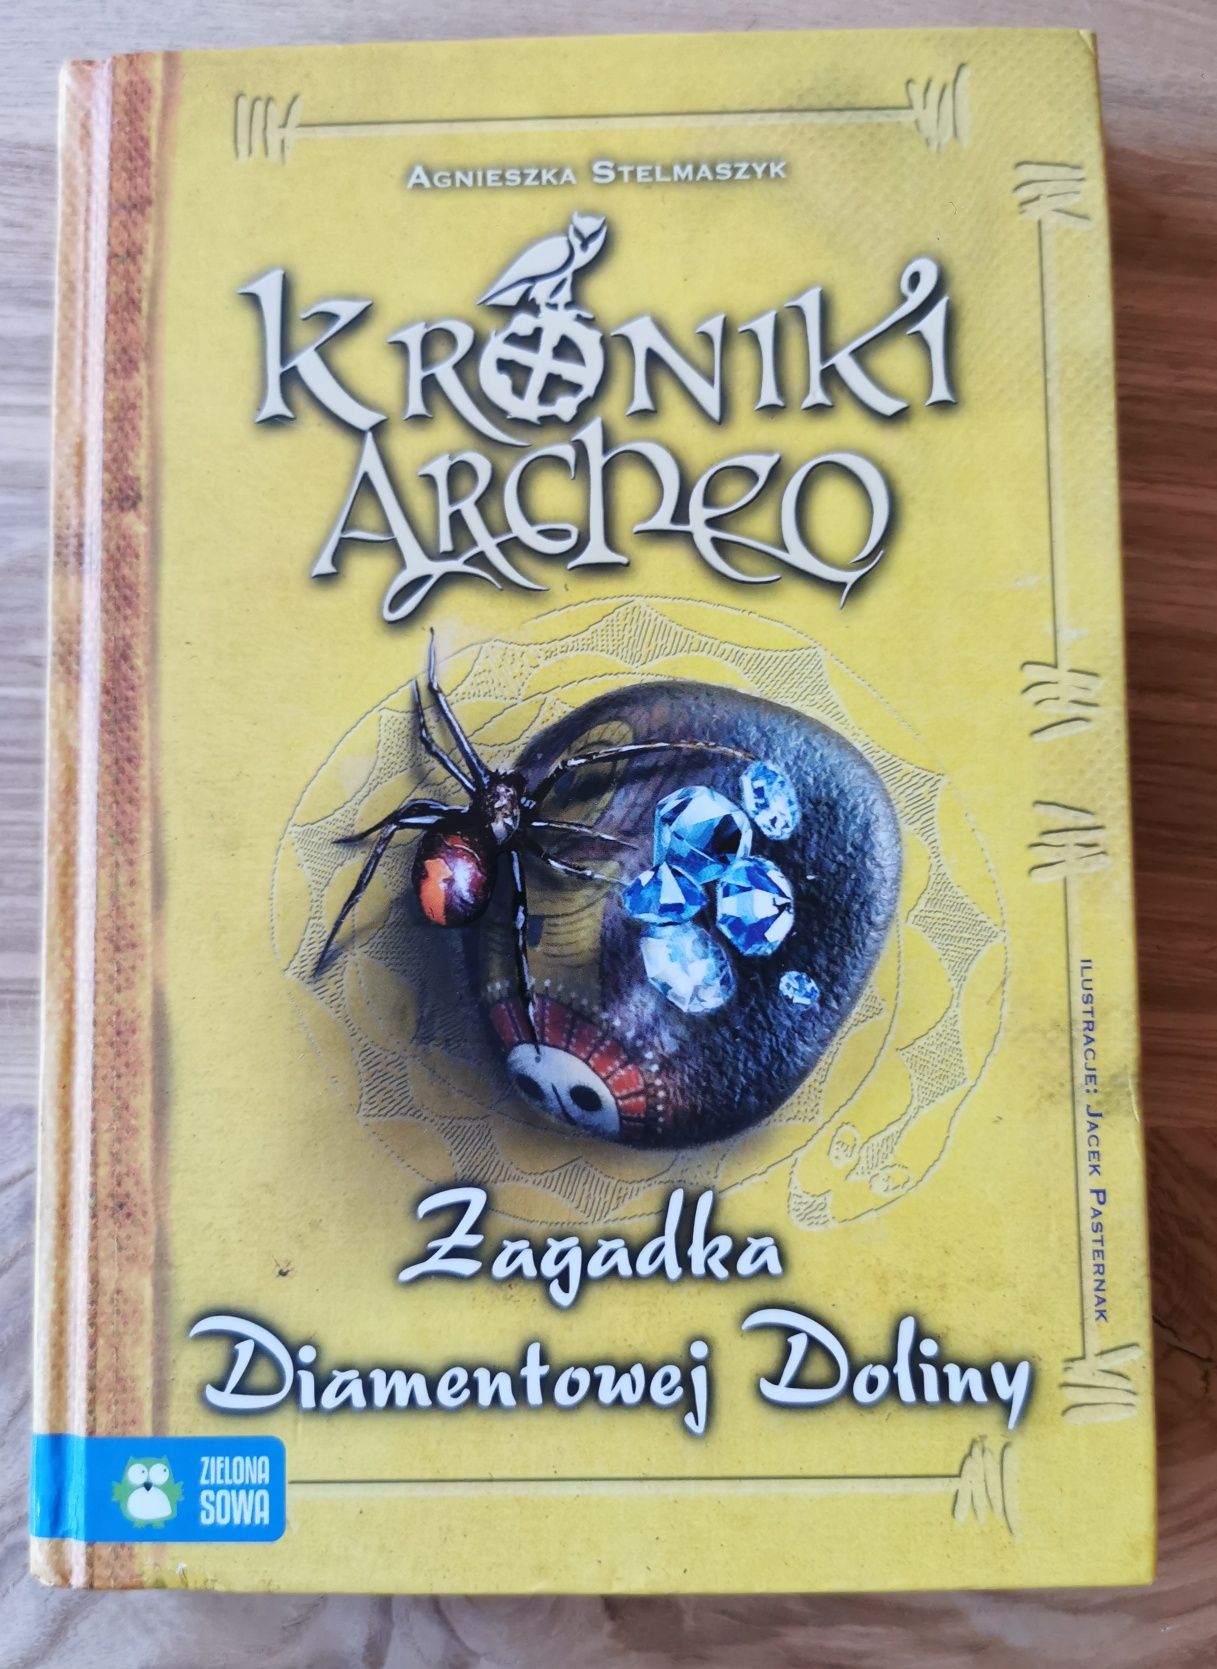 Agnieszka Stelmaszyk
Kroniki
Archeo
Zagadka
Diamentowej Doliny
ilustracje: Jacek Pasternak
ZIELONA
SOWA